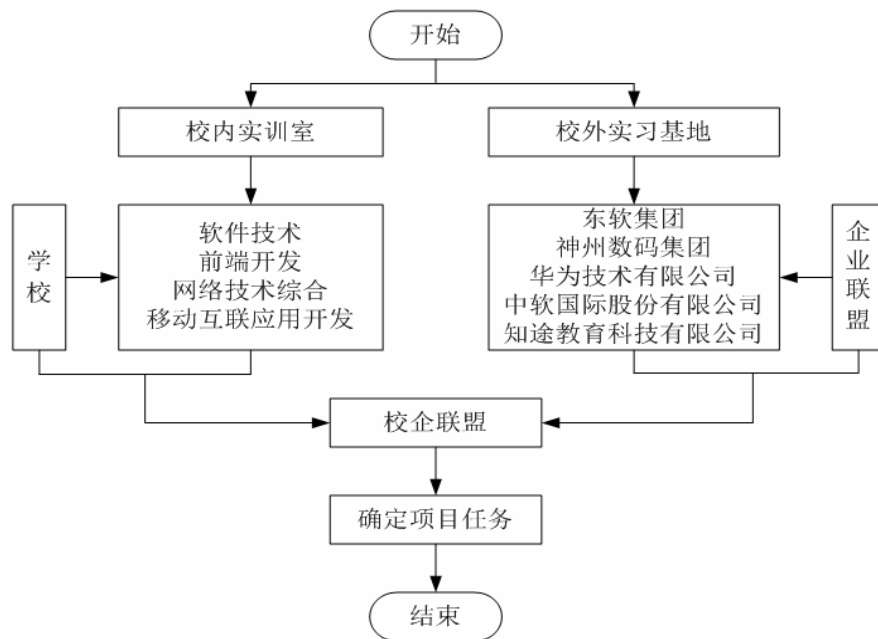 开始
校内实训室
校外实习基地
学校
软件技术
前端开发
网络技术综合
移动互联应用开发
东软集团
神州数码集团
华为技术有限公司
中软国际股份有限公司
知途教育科技有限公司
企业联盟
校企联盟
确定项目任务
结束